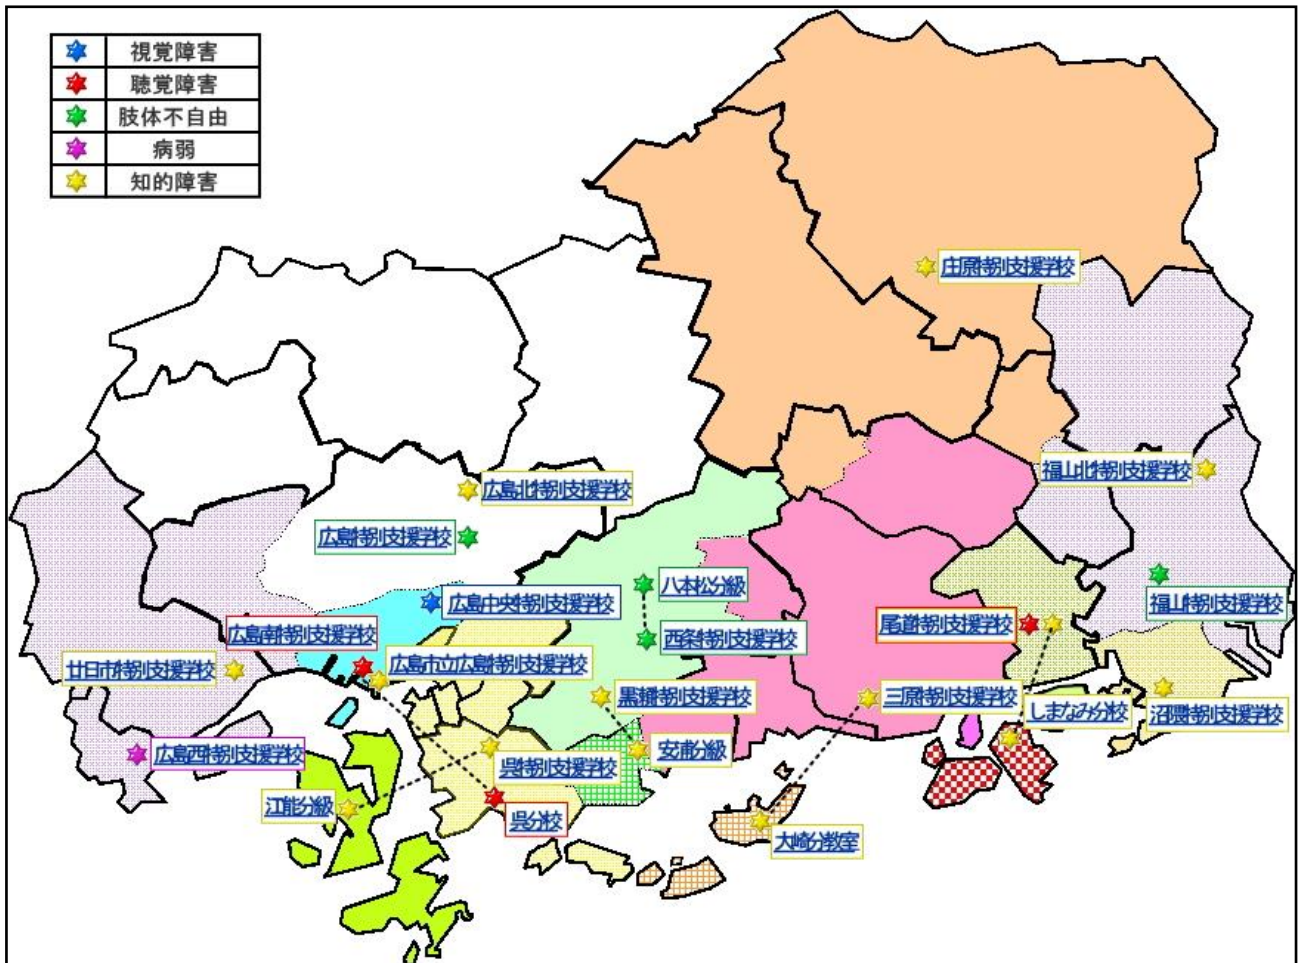 視覚障害
聴覚障害
肢体不自由
病弱
知的障害
庄原特別支援学校
福山北特別支援学校
広島北特別支援学校
広島特別支援学校
八本松分級
福山特別支援学校
広島中央特別支援学校
尾道特別支援学校
広島南特別支援学校
西条特別支援学校
広島市立広島特別支援学校
廿日市特別支援学校
黒瀬特別支援学校
三原特別支援学校
しまなみ分校
沼隈特別支援学校
広島西特別支援学校
呉特別支援学校
安浦分級
江能分級
呉分校
大崎分教室